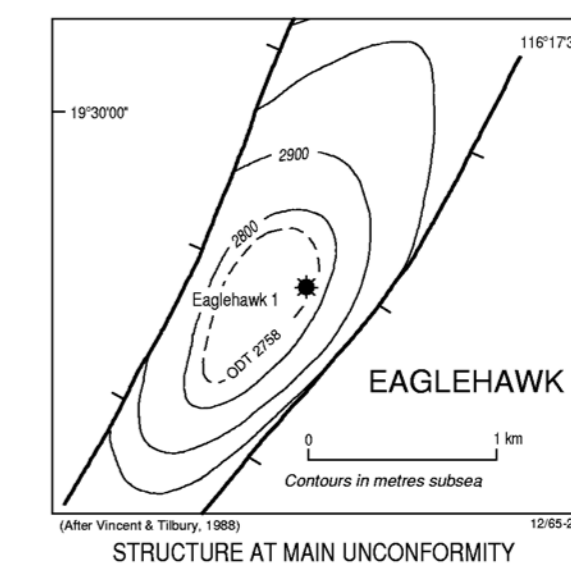 116°17'3
19°30'00"
2900
2800
Eaglehawk 1
ODT 2758
EAGLEHAWK
0 1 km
Contours in metres subsea
(After Vincent & Tilbury, 1988)
12/65-2
STRUCTURE AT MAIN UNCONFORMITY